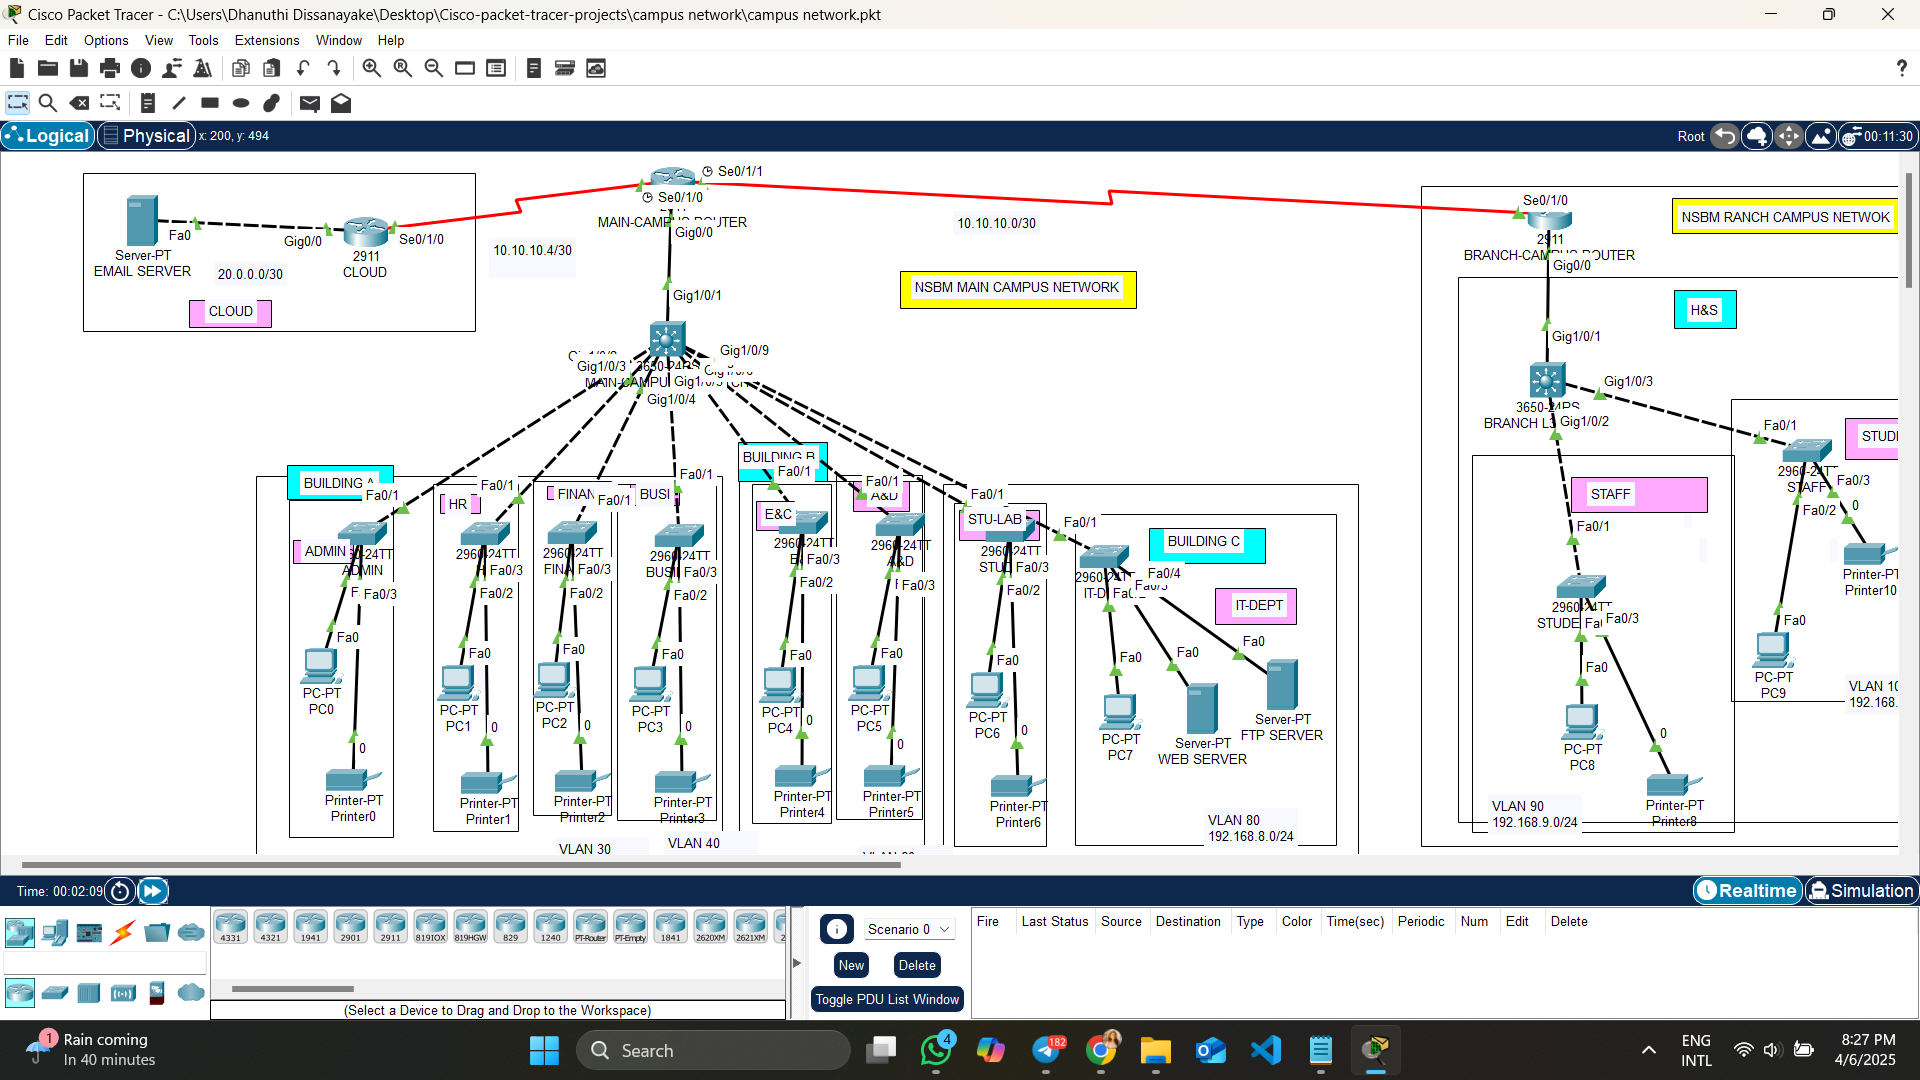 Cisco Packet Tracer - C:\Users\Dhanuthi Dissanayake\Desktop\Cisco-packet-tracer-projects\campus network\campus network.pkt
File Edit Options View Tools Extensions Window Help
Logical Physical x: 200, y: 494
Root 00:11:30
Se0/1/1
Se0/1/0
MAIN-CAMPUS ROUTER
Gig0/0
Fa0
Server-PT
EMAIL SERVER
Gig0/0
Se0/1/0
2911
CLOUD
20.0.0.0/30
CLOUD
10.10.10.4/30
10.10.10.0/30
NSBM MAIN CAMPUS NETWORK
Gig1/0/1
Gig1/0/9
Gig1/0/3
Gig1/0/4
Se0/1/0
2911
BRANCH-CAMPUS ROUTER
Gig0/0
NSBM RANCH CAMPUS NETWOK
H&S
Gig1/0/1
Gig1/0/3
3650-24PS
BRANCH L3
Gig1/0/2
Fa0/1
2960-24TT
STAFF
Fa0/3
Fa0/2
0
Printer-PT
Printer10
Fa0
PC-PT
PC9
VLAN 10
192.168.
STAFF
Fa0/1
2960-24TT
STUDE
Fa0/3
Fa0
PC-PT
PC8
0
Printer-PT
Printer8
VLAN 90
192.168.9.0/24
BUILDING A
Fa0/1
ADMIN
ADMIN
Fa0/3
Fa0
PC-PT
PC0
0
Printer-PT
Printer0
Fa0/1
HR
Fa0/3
Fa0/2
Fa0
PC-PT
PC1
0
Printer-PT
Printer1
FINAN
Fa0/1
2960-24TT
FINA
Fa0/3
Fa0/2
Fa0
PC-PT
PC2
0
Printer-PT
Printer2
VLAN 30
Fa0/1
BUSI
2960-24TT
BUSI
Fa0/3
Fa0/2
Fa0
PC-PT
PC3
0
Printer-PT
Printer3
VLAN 40
BUILDING B
Fa0/1
E&C
2960-24TT
Fa0/3
Fa0/2
Fa0
PC-PT
PC4
0
Printer-PT
Printer4
Fa0/1
A&D
2960-24TT
A&D
Fa0/3
Fa0
PC-PT
PC5
0
Printer-PT
Printer5
Fa0/1
STU-LAB
2960-24TT
STUD
Fa0/3
Fa0/2
Fa0
PC-PT
PC6
0
Printer-PT
Printer6
Fa0/1
BUILDING C
2960-24TT
IT-D
Fa0/4
IT-DEPT
Fa0
PC-PT
PC7
Fa0
Server-PT
WEB SERVER
Fa0
Server-PT
FTP SERVER
VLAN 80
192.168.8.0/24
Time: 00:02:09
Realtime Simulation
4331 4321 1941 2901 2911 819IOX 819HGW 829 1240 PT-Router PT-Empty 1841 2620XM 2621XM
(Select a Device to Drag and Drop to the Workspace)
Scenario 0
New Delete
Toggle PDU List Window
Fire Last Status Source Destination Type Color Time(sec) Periodic Num Edit Delete
1
Rain coming
In 40 minutes
Search
4
182
ENG
INTL
8:27 PM
4/6/2025